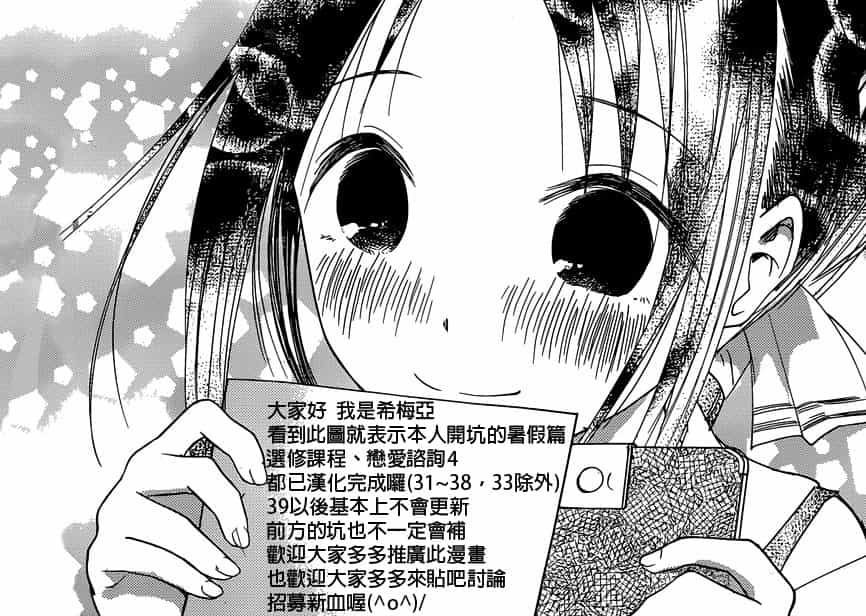 大家好 我是希梅亞
看到此圖就表示本人開坑的暑假篇
選修課程、戀愛諮詢4
都已漢化完成囉(31~38，33除外)
39以後基本上不會更新
前方的坑也不一定會補
歡迎大家多多推廣此漫畫
也歡迎大家多多來貼吧討論
招募新血喔(^o^)/